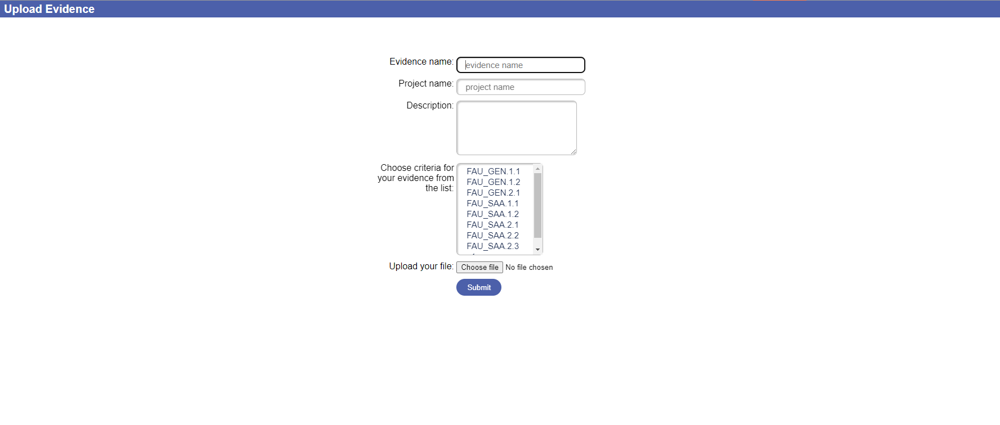 Upload Evidence
Evidence name:
evidence name
Project name:
project name
Description:
Choose criteria for
your evidence from
the list:
FAU_GEN.1.1
FAU_GEN.1.2
FAU_GEN.2.1
FAU_SAA.1.1
FAU_SAA.1.2
FAU_SAA.2.1
FAU_SAA.2.2
FAU_SAA.2.3
Upload your file: Choose file No file chosen
Submit